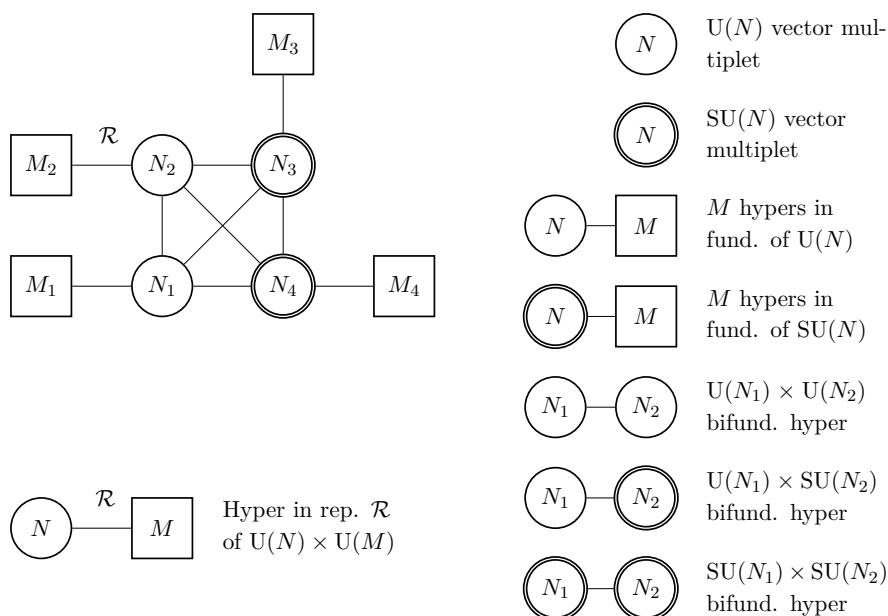 M₃
ℛ
M₂
N₂
N₃
M₁
N₁
N₄
M₄
ℛ
N
M
Hyper in rep. ℛ
of U(N) × U(M)
N
U(N) vector mul-
tiplet
N
SU(N) vector
multiplet
N
M
M hypers in
fund. of U(N)
N
M
M hypers in
fund. of SU(N)
N₁
N₂
U(N₁) × U(N₂)
bifund. hyper
N₁
N₂
U(N₁) × SU(N₂)
bifund. hyper
N₁
N₂
SU(N₁) × SU(N₂)
bifund. hyper